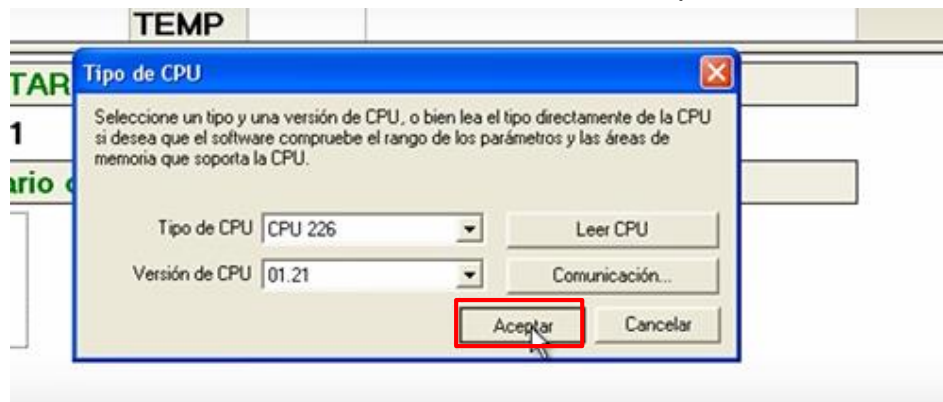 TEMP
TAR
Tipo de CPU
Seleccione un tipo y una versión de CPU, o bien lea el tipo directamente de la CPU
si desea que el software compruebe el rango de los parámetros y las áreas de
memoria que soporta la CPU.
1
ario
Tipo de CPU CPU 226 Leer CPU
Versión de CPU 01.21 Comunicación...
Aceptar Cancelar